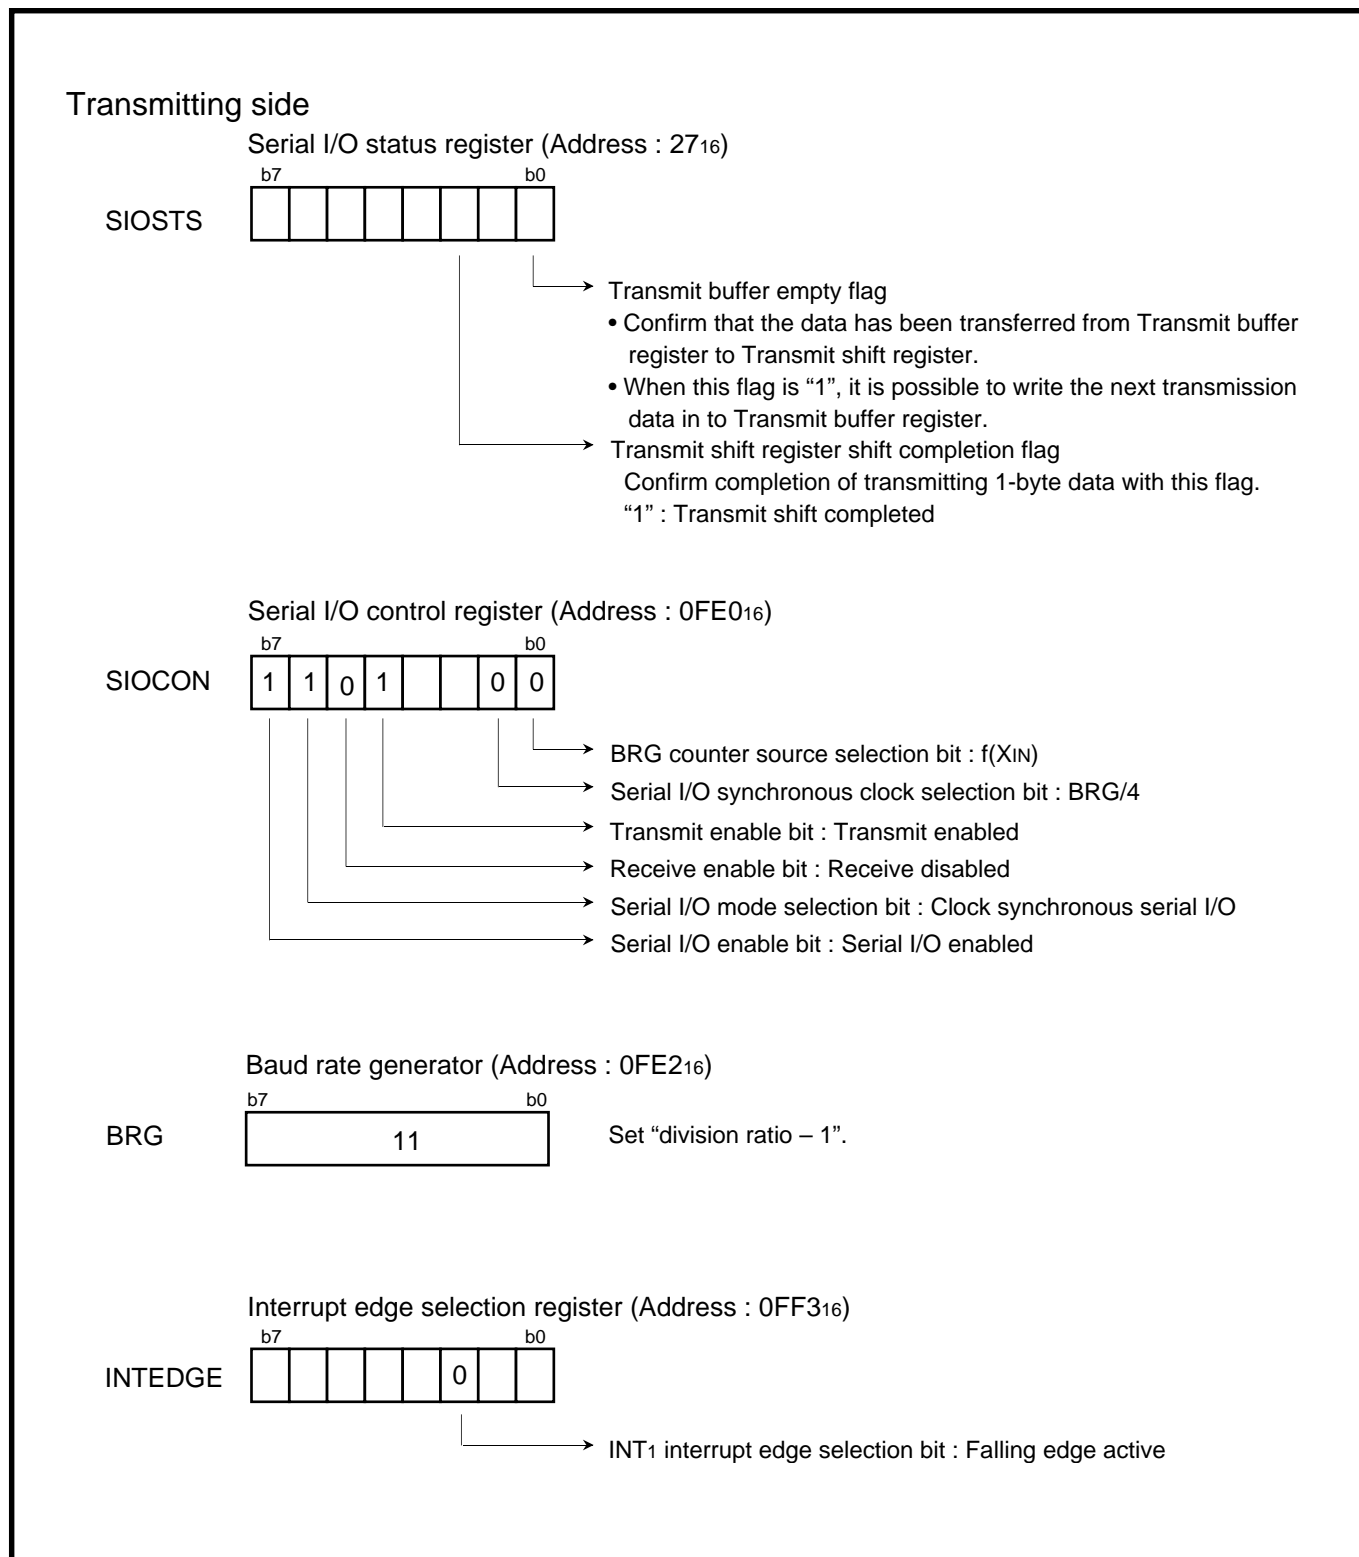 Transmitting side
Serial I/O status register (Address : 2716)
b7 b0
SIOSTS
Transmit buffer empty flag
• Confirm that the data has been transferred from Transmit buffer
register to Transmit shift register.
• When this flag is “1”, it is possible to write the next transmission
data in to Transmit buffer register.
Transmit shift register shift completion flag
Confirm completion of transmitting 1-byte data with this flag.
“1” : Transmit shift completed
Serial I/O control register (Address : 0FE016)
b7 b0
SIOCON 1 1 0 1 0 0
BRG counter source selection bit : f(XIN)
Serial I/O synchronous clock selection bit : BRG/4
Transmit enable bit : Transmit enabled
Receive enable bit : Receive disabled
Serial I/O mode selection bit : Clock synchronous serial I/O
Serial I/O enable bit : Serial I/O enabled
Baud rate generator (Address : 0FE216)
b7 b0
BRG 11 Set “division ratio – 1”.
Interrupt edge selection register (Address : 0FF316)
b7 b0
INTEDGE 0
INT1 interrupt edge selection bit : Falling edge active